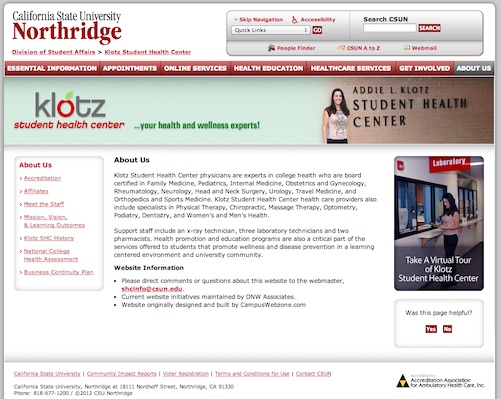 California State University
Northridge
Skip Navigation
Accessibility
Quick Links
GO
Search CSUN
SEARCH
People Finder
CSUN A to Z
Webmail
Division of Student Affairs > Klotz Student Health Center
ESSENTIAL INFORMATION
APPOINTMENTS
ONLINE SERVICES
HEALTH EDUCATION
HEALTHCARE SERVICES
GET INVOLVED
ABOUT US
klotz
student health center
...your health and wellness experts!
ADDIE L. KLOTZ
STUDENT HEALTH
CENTER
About Us
> Accreditation
> Affiliates
> Meet the Staff
> Mission, Vision,
& Learning Outcomes
> Klotz SHC History
> National College
Health Assessment
> Business Continuity Plan
About Us
Klotz Student Health Center physicians are experts in college health who are board
certified in Family Medicine, Pediatrics, Internal Medicine, Obstetrics and Gynecology,
Rheumatology, Neurology, Head and Neck Surgery, Urology, Travel Medicine, and
Orthopedics and Sports Medicine. Klotz Student Health Center health care providers also
include specialists in Physical Therapy, Chiropractic, Massage Therapy, Optometry,
Podiatry, Dentistry, and Women's and Men's Health.
Support staff include an x-ray technician, three laboratory technicians and two
pharmacists. Health promotion and education programs are also a critical part of the
services offered to students that promote wellness and disease prevention in a learning
centered environment and university community.
Website Information
• Please direct comments or questions about this website to the webmaster,
shcinfo@csun.edu.
• Current website initiatives maintained by DNW Associates.
• Website originally designed and built by CampusWebzone.com
Laboratory
Take A Virtual Tour
of Klotz
Student Health Center
Was this page helpful?
Yes
No
California State University | Community Impact Reports | Voter Registration | Terms and Conditions for Use | Contact CSUN
California State University, Northridge at 18111 Nordhoff Street, Northridge, CA 91330
Phone: 818-677-1200 / ©2012 CSU Northridge
Accredited by
Accreditation Association
for Ambulatory Health Care, Inc.